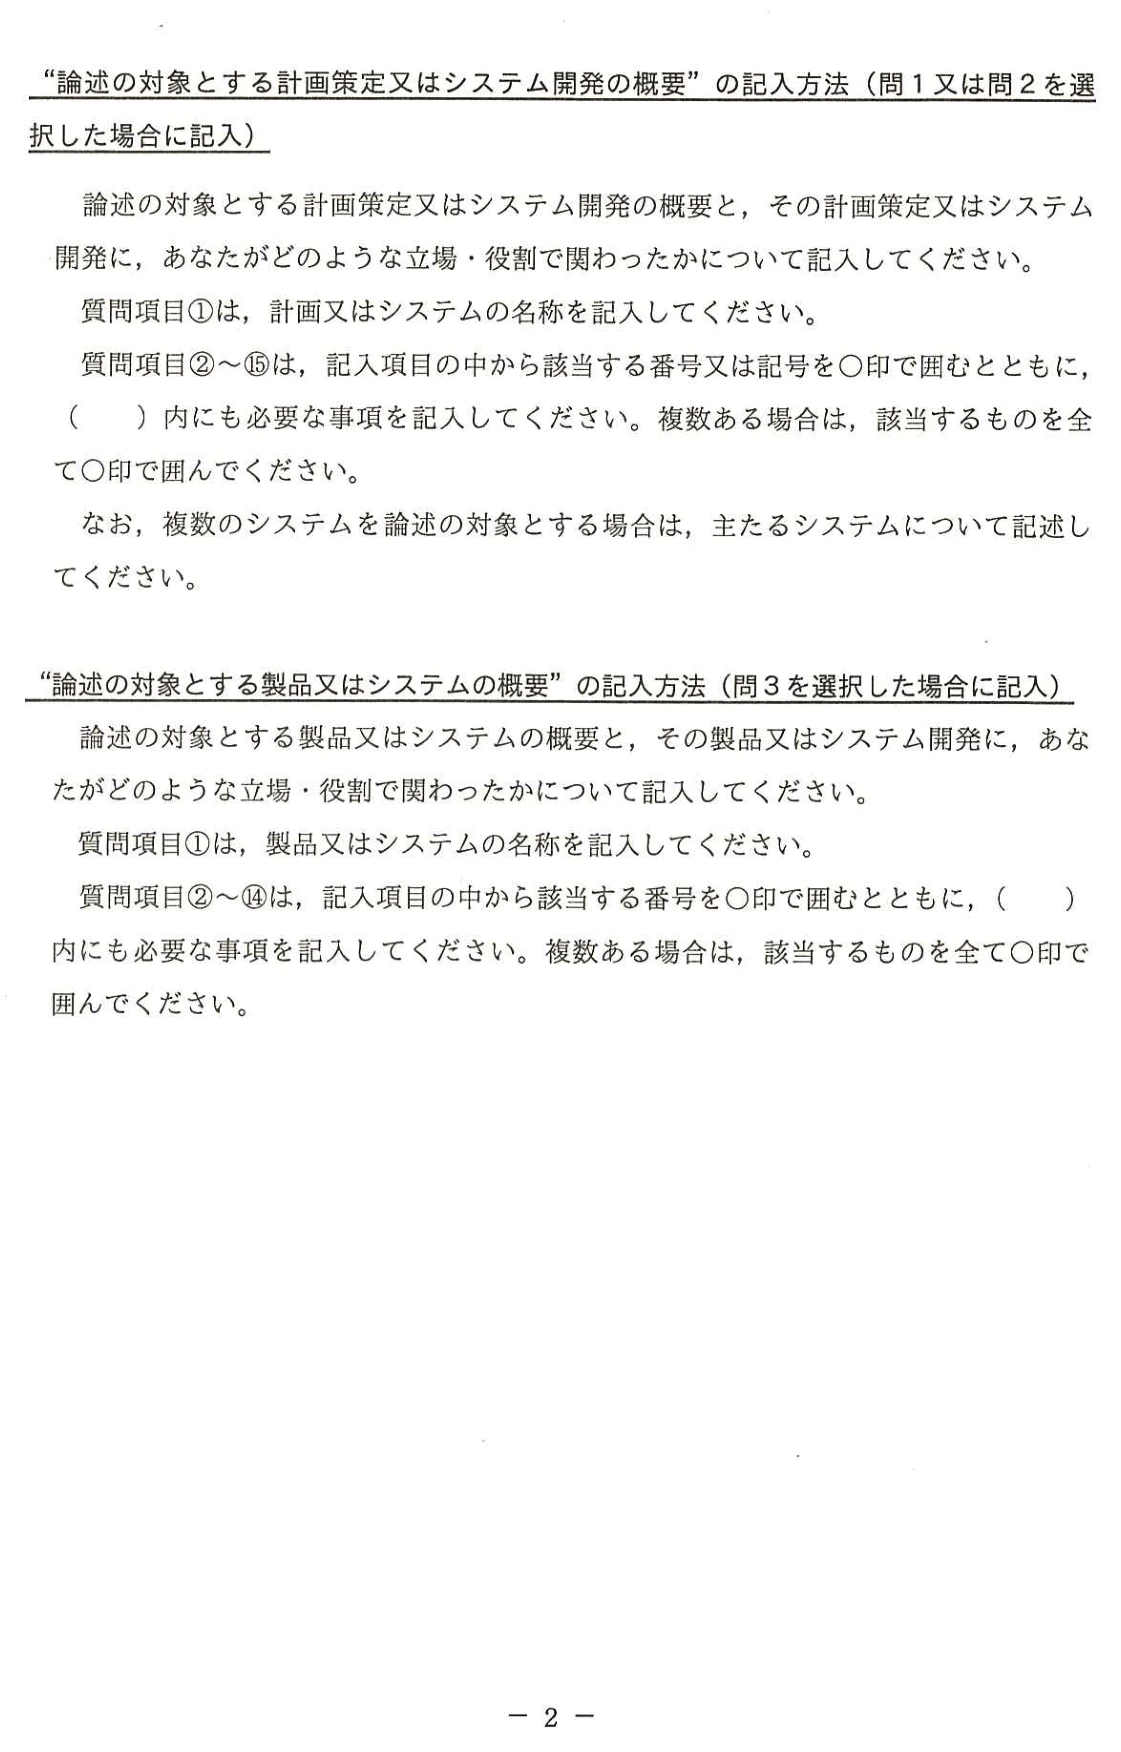 “論述の対象とする計画策定又はシステム開発の概要”の記入方法（問１又は問２を選
択した場合に記入）
論述の対象とする計画策定又はシステム開発の概要と，その計画策定又はシステム
開発に，あなたがどのような立場・役割で関わったかについて記入してください。
質問項目①は，計画又はシステムの名称を記入してください。
質問項目②～⑮は，記入項目の中から該当する番号又は記号を〇印で囲むとともに，
（　　）内にも必要な事項を記入してください。複数ある場合は，該当するものを全
て〇印で囲んでください。
なお，複数のシステムを論述の対象とする場合は，主たるシステムについて記述し
てください。
“論述の対象とする製品又はシステムの概要”の記入方法（問３を選択した場合に記入）
論述の対象とする製品又はシステムの概要と，その製品又はシステム開発に，あな
たがどのような立場・役割で関わったかについて記入してください。
質問項目①は，製品又はシステムの名称を記入してください。
質問項目②～⑭は，記入項目の中から該当する番号を〇印で囲むとともに，（　　）
内にも必要な事項を記入してください。複数ある場合は，該当するものを全て〇印で
囲んでください。
－ 2 －